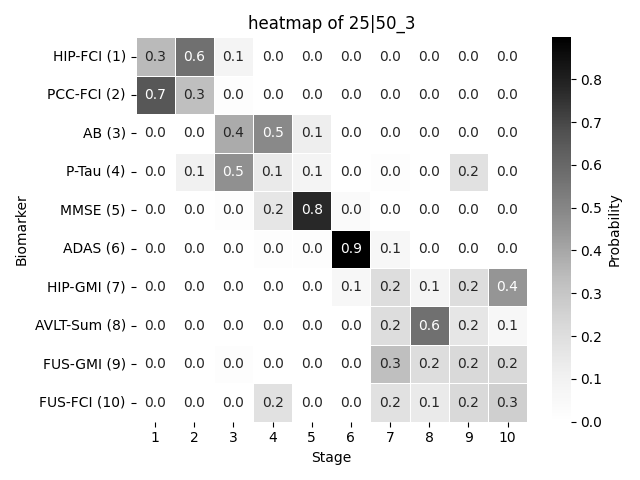 heatmap of 25|50_3
HIP-FCI (1) 0.3 0.6 0.1 0.0 0.0 0.0 0.0 0.0 0.0 0.0
PCC-FCI (2) 0.7 0.3 0.0 0.0 0.0 0.0 0.0 0.0 0.0 0.0
AB (3) 0.0 0.0 0.4 0.5 0.1 0.0 0.0 0.0 0.0 0.0
P-Tau (4) 0.0 0.1 0.5 0.1 0.1 0.0 0.0 0.0 0.2 0.0
MMSE (5) 0.0 0.0 0.0 0.2 0.8 0.0 0.0 0.0 0.0 0.0
ADAS (6) 0.0 0.0 0.0 0.0 0.0 0.9 0.1 0.0 0.0 0.0
HIP-GMI (7) 0.0 0.0 0.0 0.0 0.0 0.1 0.2 0.1 0.2 0.4
AVLT-Sum (8) 0.0 0.0 0.0 0.0 0.0 0.0 0.2 0.6 0.2 0.1
FUS-GMI (9) 0.0 0.0 0.0 0.0 0.0 0.0 0.3 0.2 0.2 0.2
FUS-FCI (10) 0.0 0.0 0.0 0.2 0.0 0.0 0.2 0.1 0.2 0.3
1 2 3 4 5 6 7 8 9 10
Stage
Biomarker
0.8
0.7
0.6
0.5
0.4
0.3
0.2
0.1
0.0
Probability